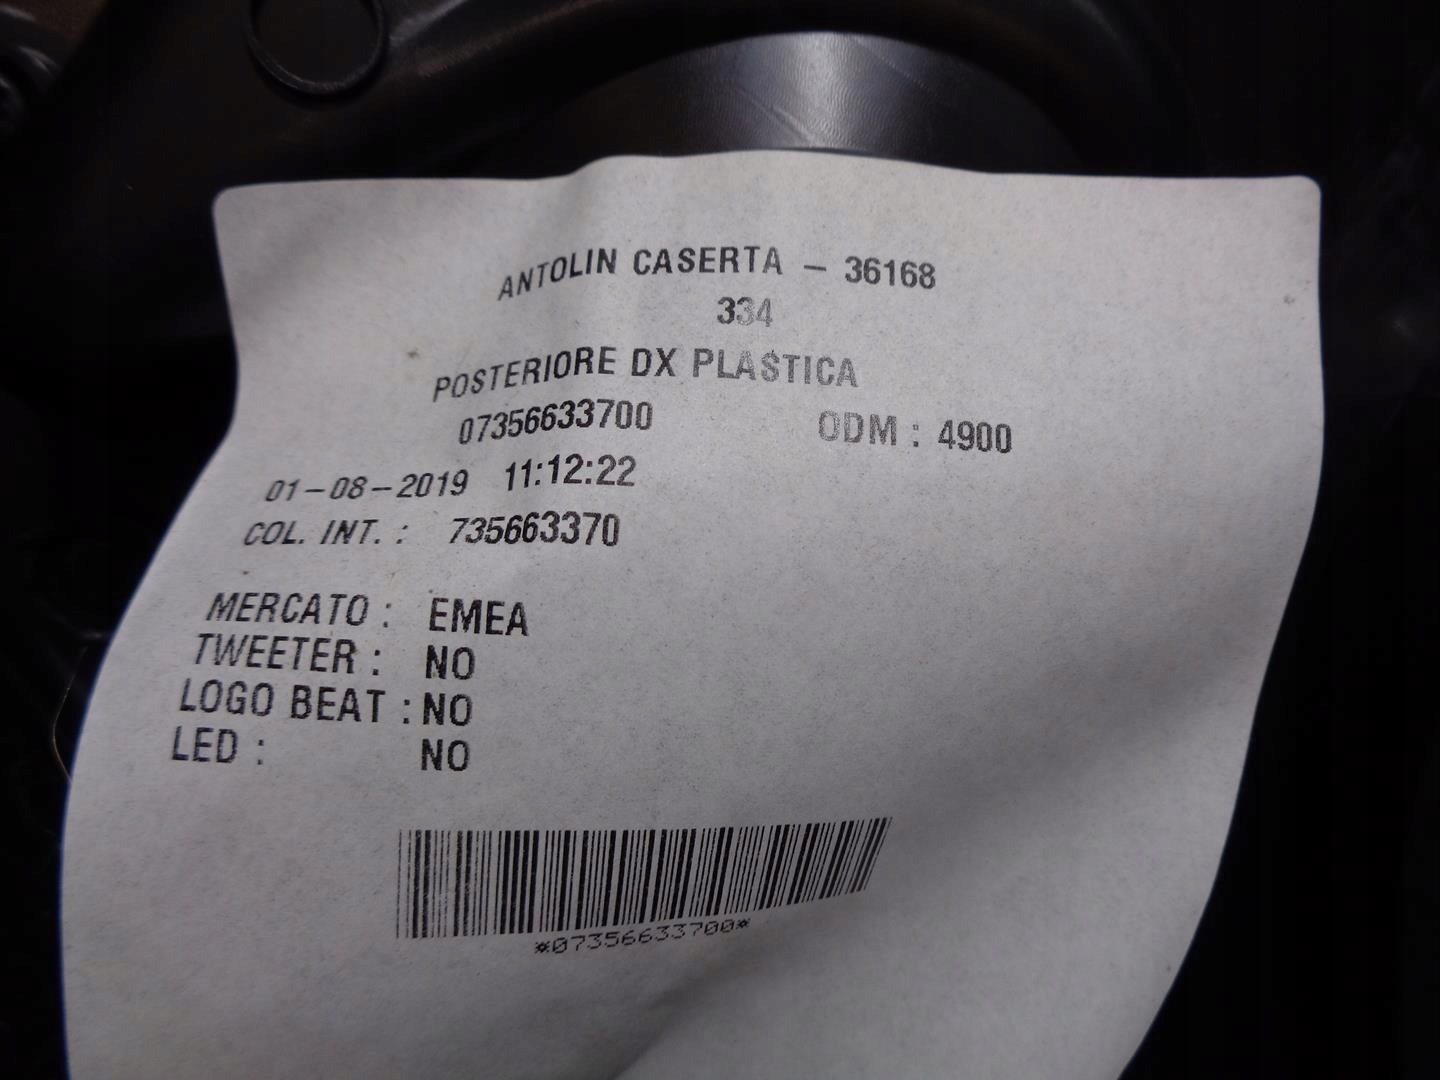 ANTOLIN CASERTA - 36168
334
POSTERIORE DX PLASTICA
07356633700 ODM : 4900
01-08-2019 11:12:22
COL. INT. : 735663370
MERCATO : EMEA
TWEETER : NO
LOGO BEAT : NO
LED : NO
*07356633700*